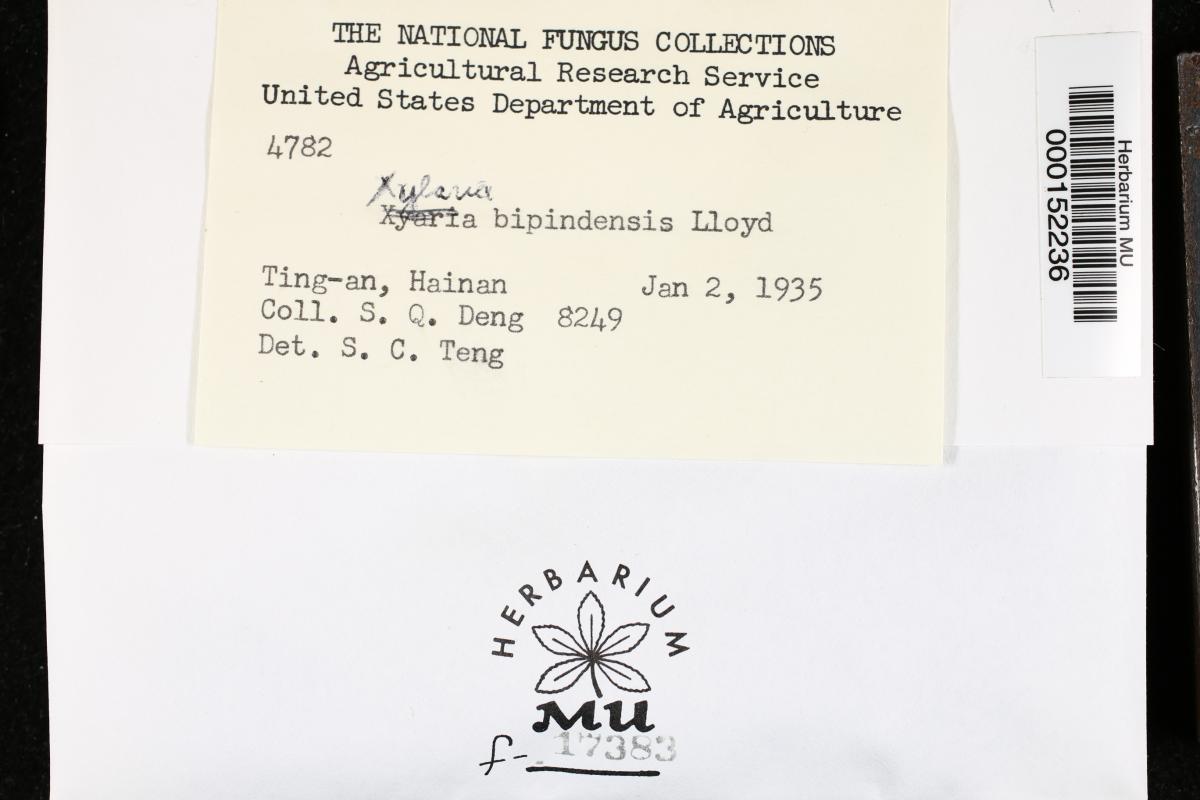 THE NATIONAL FUNGUS COLLECTIONS
Agricultural Research Service
United States Department of Agriculture
4782
Xylaria
Xyaria bipindensis Lloyd
Ting-an, Hainan Jan 2, 1935
Coll. S. Q. Deng 8249
Det. S. C. Teng
Herbarium MU
000152236
HERBARIUM
MU
f- 17383